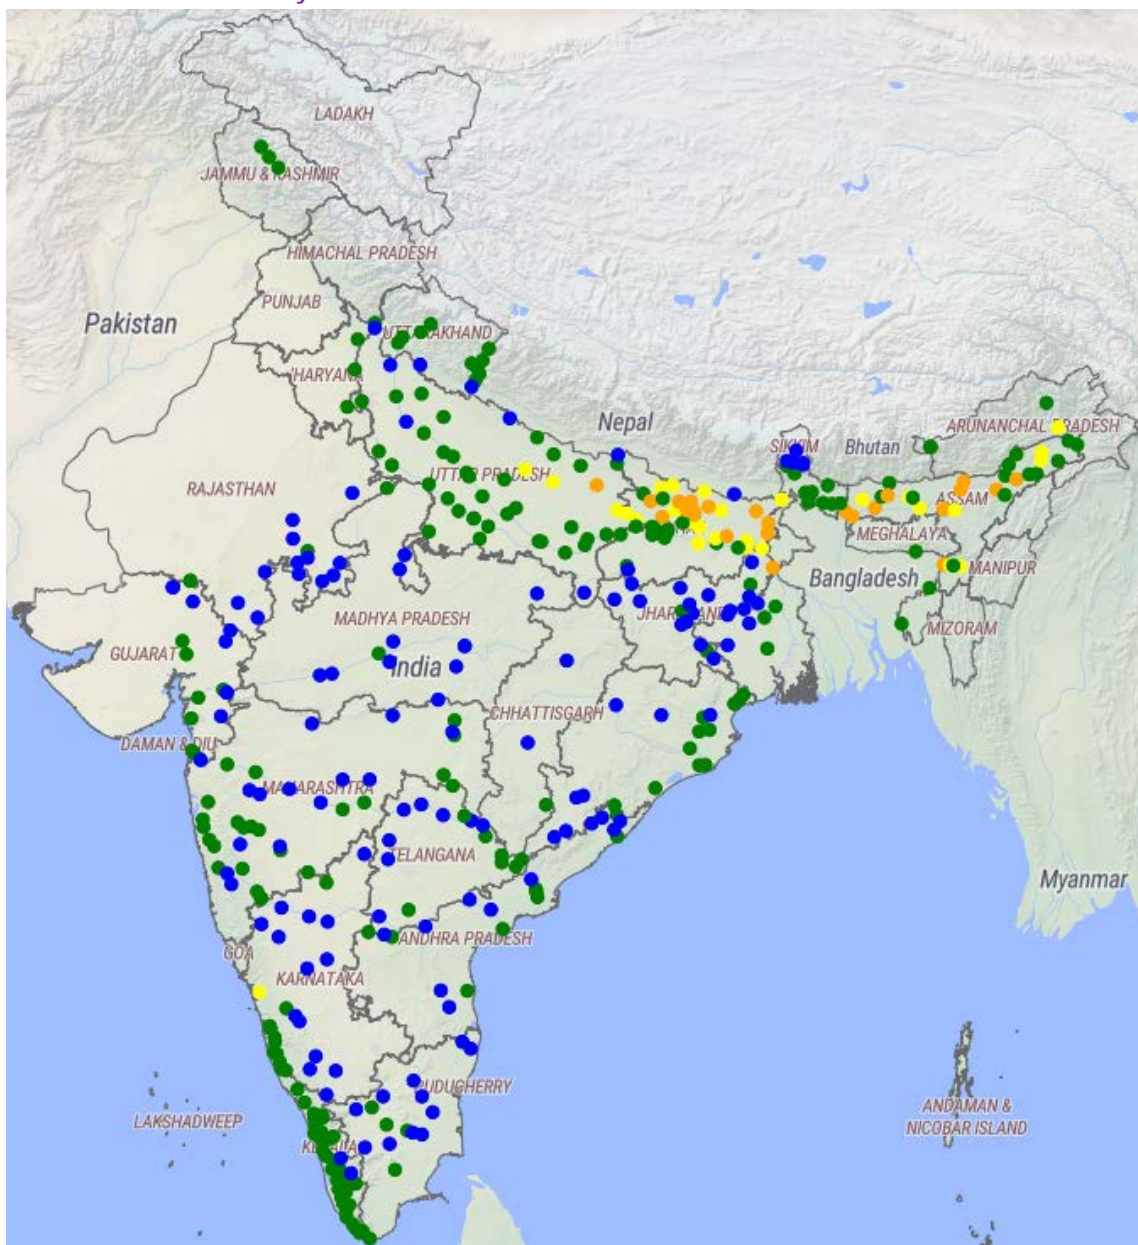 LADAKH
JAMMU & KASHMIR
HIMACHAL PRADESH
PUNJAB
Pakistan
UTTARAKHAND
HARYANA
Nepal
ARUNANCHAL PRADESH
SIKKIM
Bhutan
UTTAR PRADESH
RAJASTHAN
ASSAM
MEGHALAYA
MANIPUR
Bangladesh
JHARKHAND
MADHYA PRADESH
MIZORAM
GUJARAT
India
CHHATTISGARH
DAMAN & DIU
MAHARASHTRA
TELANGANA
Myanmar
ANDHRA PRADESH
GOA
KARNATAKA
PUDUCHERRY
LAKSHADWEEP
ANDAMAN &
NICOBAR ISLAND
KERALA